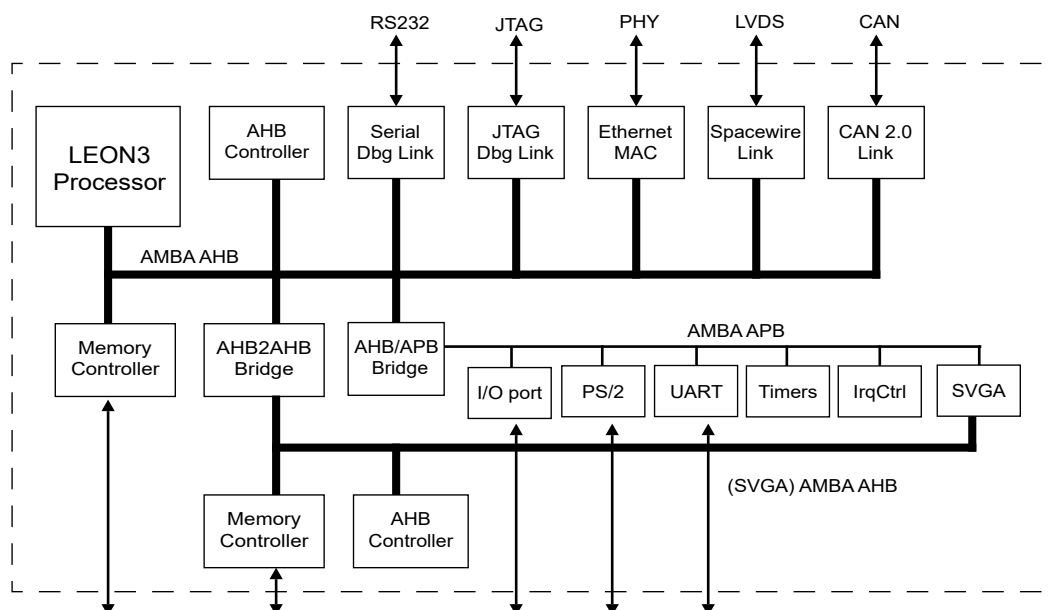 RS232
JTAG
PHY
LVDS
CAN
LEON3
Processor
AHB
Controller
Serial
Dbg Link
JTAG
Dbg Link
Ethernet
MAC
Spacewire
Link
CAN 2.0
Link
AMBA AHB
Memory
Controller
AHB2AHB
Bridge
AHB/APB
Bridge
AMBA APB
I/O port
PS/2
UART
Timers
IrqCtrl
SVGA
(SVGA) AMBA AHB
Memory
Controller
AHB
Controller